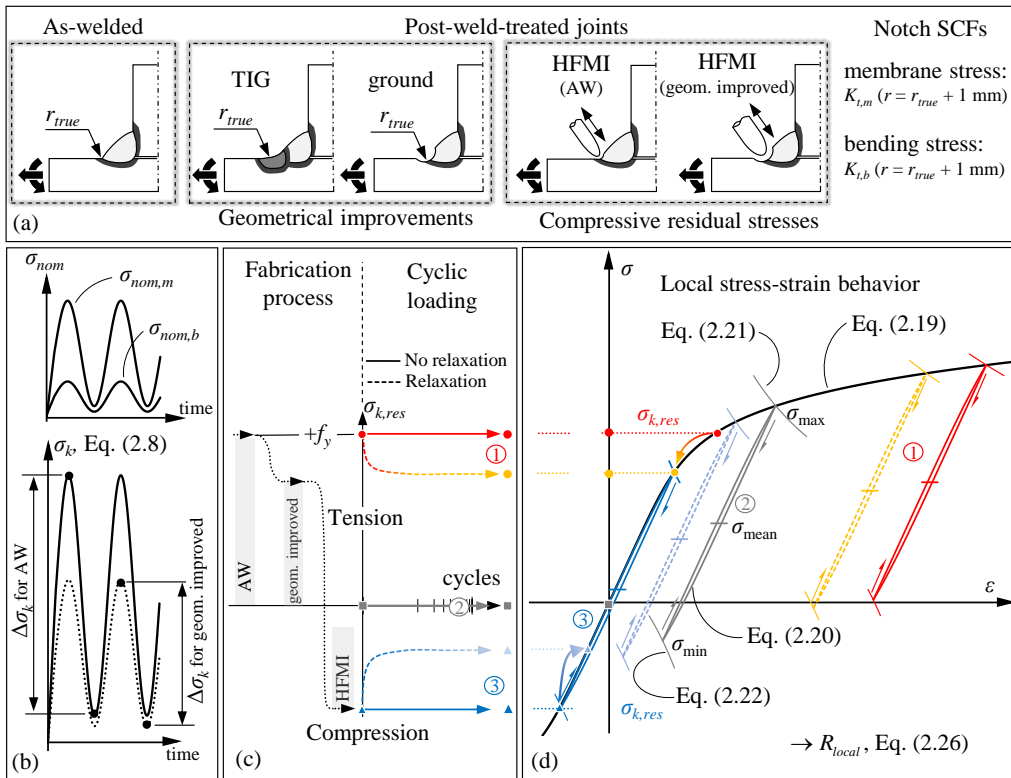 As-welded
Post-weld-treated joints
Notch SCFs
r_true
TIG
r_true
ground
r_true
HFMI
(AW)
HFMI
(geom. improved)
membrane stress:
K_t,m (r = r_true + 1 mm)
bending stress:
K_t,b (r = r_true + 1 mm)
(a)
Geometrical improvements
Compressive residual stresses
σ_nom
σ_nom,m
σ_nom,b
time
σ_k, Eq. (2.8)
Δσ_k for AW
Δσ_k for geom. improved
time
(b)
Fabrication
process
Cyclic
loading
No relaxation
Relaxation
σ_k,res
+f_y
①
Tension
AW
geom. improved
cycles
②
HFMI
③
Compression
(c)
σ
Local stress-strain behavior
Eq. (2.21)
Eq. (2.19)
σ_k,res
σ_max
①
②
σ_mean
ε
③
σ_min
Eq. (2.20)
Eq. (2.22)
σ_k,res
→ R_local, Eq. (2.26)
(d)